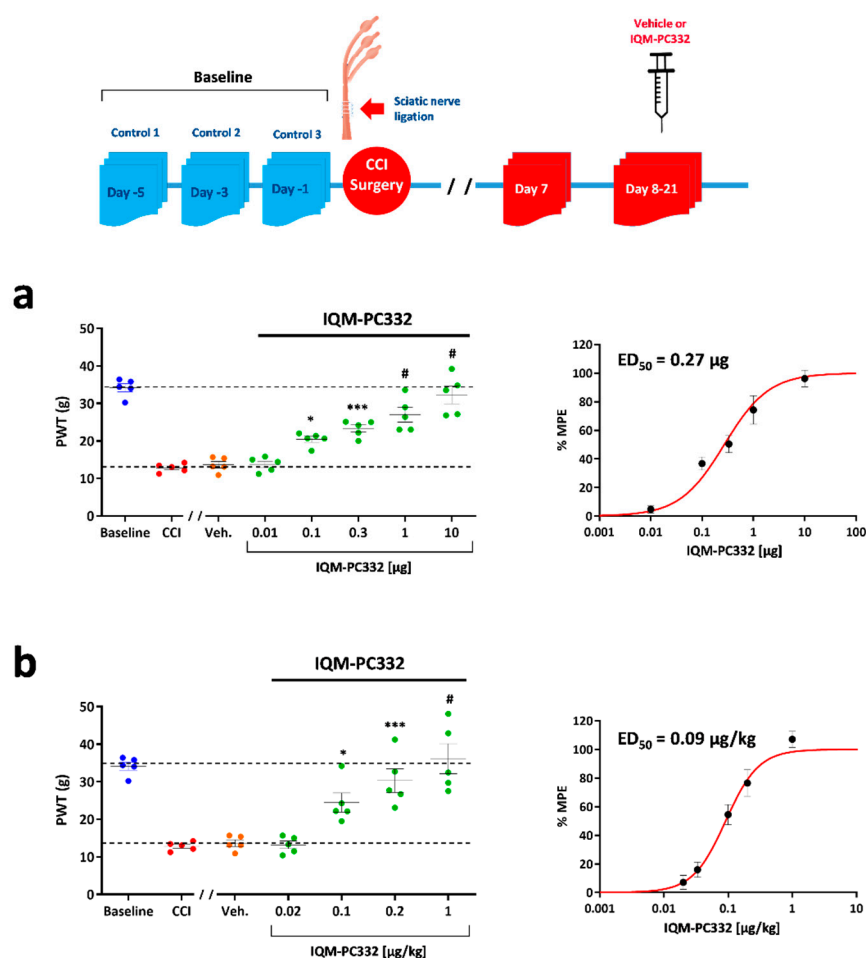 Vehicle or
IQM-PC332
Baseline
Sciatic nerve
ligation
Control 1
Control 2
Control 3
Day -5
Day -3
Day -1
CCI
Surgery
//
Day 7
Day 8-21
a
IQM-PC332
50
40
30
20
10
0
PWT (g)
*
***
#
#
Baseline
CCI
//
Veh.
0.01
0.1
0.3
1
10
IQM-PC332 [µg]
ED50 = 0.27 µg
120
100
80
60
40
20
0
% MPE
0.001
0.01
0.1
1
10
100
IQM-PC332 [µg]
b
IQM-PC332
50
40
30
20
10
0
PWT (g)
*
***
#
Baseline
CCI
//
Veh.
0.02
0.1
0.2
1
IQM-PC332 [µg/kg]
ED50 = 0.09 µg/kg
120
100
80
60
40
20
0
% MPE
0.001
0.01
0.1
1
10
IQM-PC332 [µg/kg]